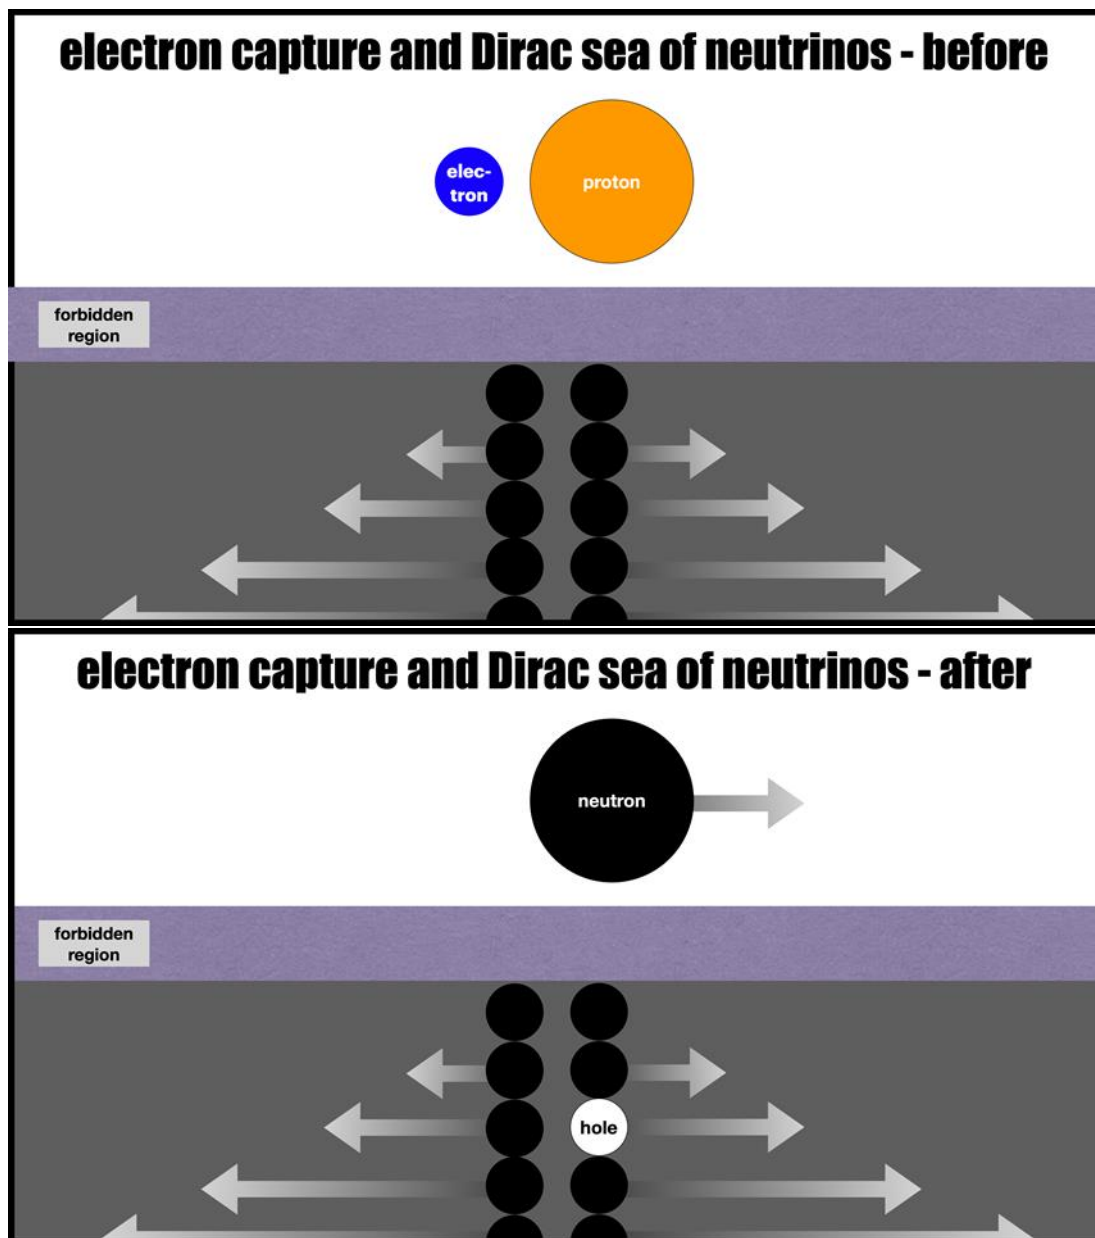 electron capture and Dirac sea of neutrinos - before
elec-
tron
proton
forbidden
region
electron capture and Dirac sea of neutrinos - after
neutron
forbidden
region
hole